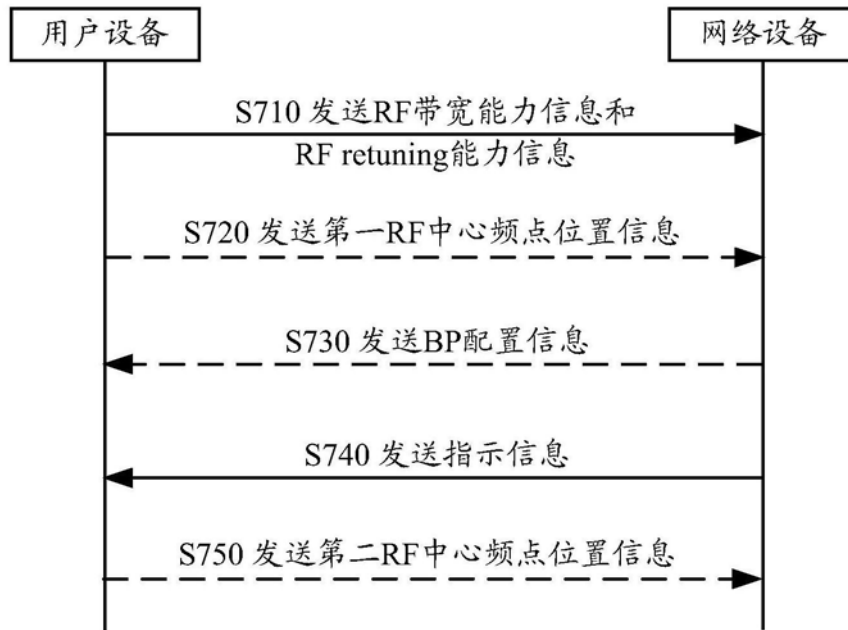 用户设备
网络设备
S710 发送RF带宽能力信息和
RF retuning能力信息
S720 发送第一RF中心频点位置信息
S730 发送BP配置信息
S740 发送指示信息
S750 发送第二RF中心频点位置信息